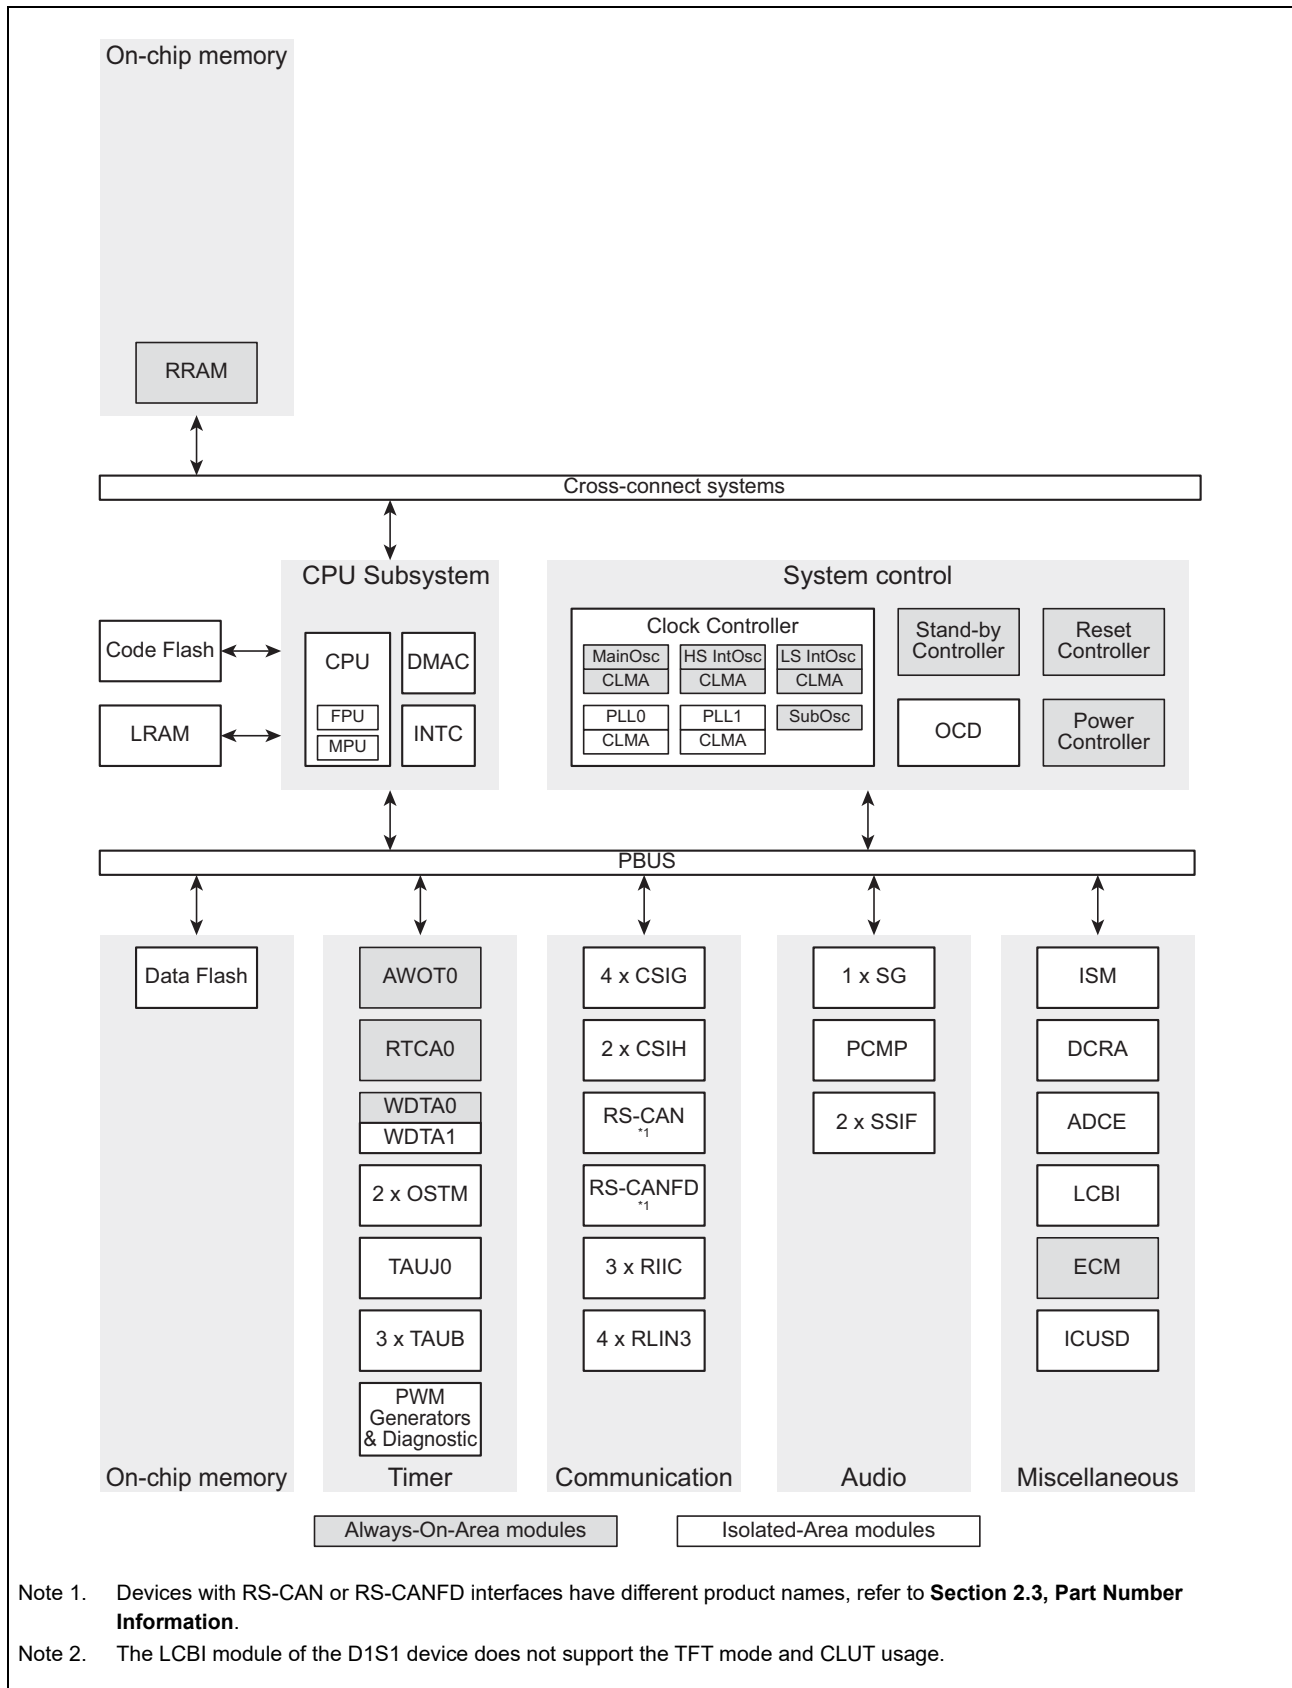 On-chip memory
RRAM
Cross-connect systems
CPU Subsystem
System control
Code Flash
LRAM
CPU
FPU
MPU
DMAC
INTC
Clock Controller
MainOsc
CLMA
HS IntOsc
CLMA
LS IntOsc
CLMA
PLL0
CLMA
PLL1
CLMA
SubOsc
Stand-by
Controller
Reset
Controller
OCD
Power
Controller
PBUS
Data Flash
On-chip memory
AWOT0
RTCA0
WDTA0
WDTA1
2 x OSTM
TAUJ0
3 x TAUB
PWM
Generators
& Diagnostic
Timer
4 x CSIG
2 x CSIH
RS-CAN
*1
RS-CANFD
*1
3 x RIIC
4 x RLIN3
Communication
1 x SG
PCMP
2 x SSIF
Audio
ISM
DCRA
ADCE
LCBI
ECM
ICUSD
Miscellaneous
Always-On-Area modules
Isolated-Area modules
Note 1. Devices with RS-CAN or RS-CANFD interfaces have different product names, refer to Section 2.3, Part Number
Information.
Note 2. The LCBI module of the D1S1 device does not support the TFT mode and CLUT usage.